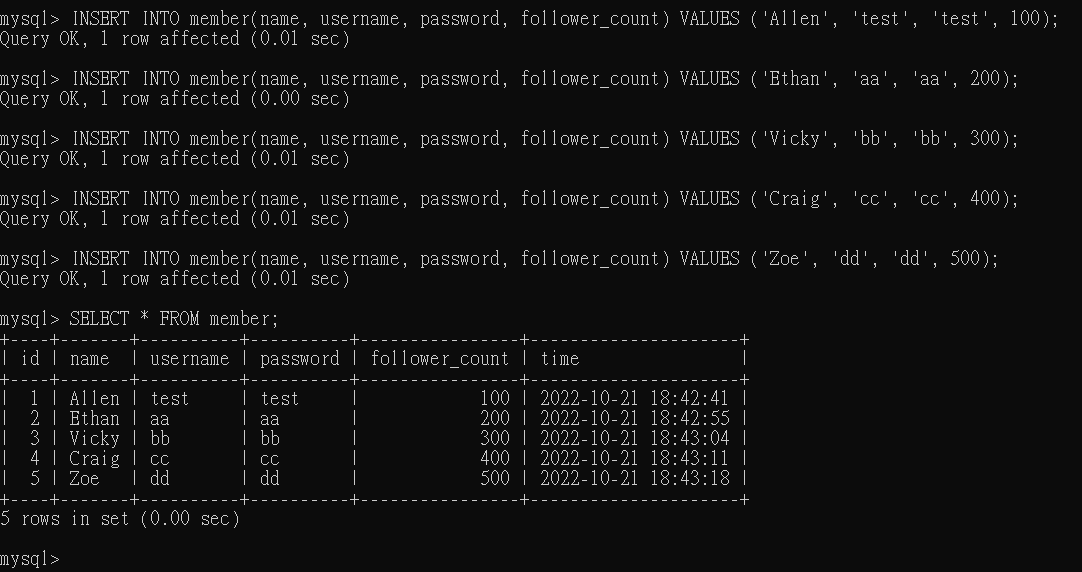 mysql> INSERT INTO member(name, username, password, follower_count) VALUES ('Allen', 'test', 'test', 100);
Query OK, 1 row affected (0.01 sec)

mysql> INSERT INTO member(name, username, password, follower_count) VALUES ('Ethan', 'aa', 'aa', 200);
Query OK, 1 row affected (0.00 sec)

mysql> INSERT INTO member(name, username, password, follower_count) VALUES ('Vicky', 'bb', 'bb', 300);
Query OK, 1 row affected (0.01 sec)

mysql> INSERT INTO member(name, username, password, follower_count) VALUES ('Craig', 'cc', 'cc', 400);
Query OK, 1 row affected (0.01 sec)

mysql> INSERT INTO member(name, username, password, follower_count) VALUES ('Zoe', 'dd', 'dd', 500);
Query OK, 1 row affected (0.01 sec)

mysql> SELECT * FROM member;
+----+-------+----------+----------+----------------+---------------------+
| id | name  | username | password | follower_count | time                |
+----+-------+----------+----------+----------------+---------------------+
|  1 | Allen | test     | test     |            100 | 2022-10-21 18:42:41 |
|  2 | Ethan | aa       | aa       |            200 | 2022-10-21 18:42:55 |
|  3 | Vicky | bb       | bb       |            300 | 2022-10-21 18:43:04 |
|  4 | Craig | cc       | cc       |            400 | 2022-10-21 18:43:11 |
|  5 | Zoe   | dd       | dd       |            500 | 2022-10-21 18:43:18 |
+----+-------+----------+----------+----------------+---------------------+
5 rows in set (0.00 sec)

mysql>